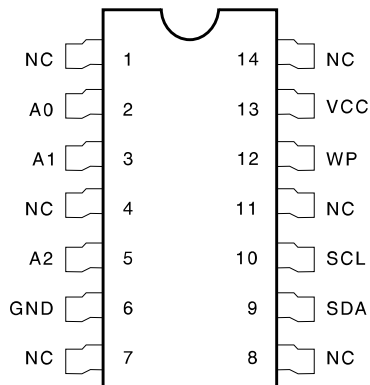 NC 1 14 NC
A0 2 13 VCC
A1 3 12 WP
NC 4 11 NC
A2 5 10 SCL
GND 6 9 SDA
NC 7 8 NC